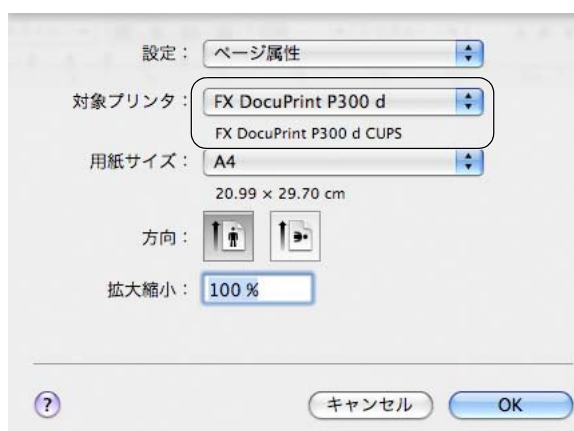 設定： ページ属性
対象プリンタ： FX DocuPrint P300 d
FX DocuPrint P300 d CUPS
用紙サイズ： A4
20.99 × 29.70 cm
方向：
拡大縮小： 100 %
? キャンセル OK